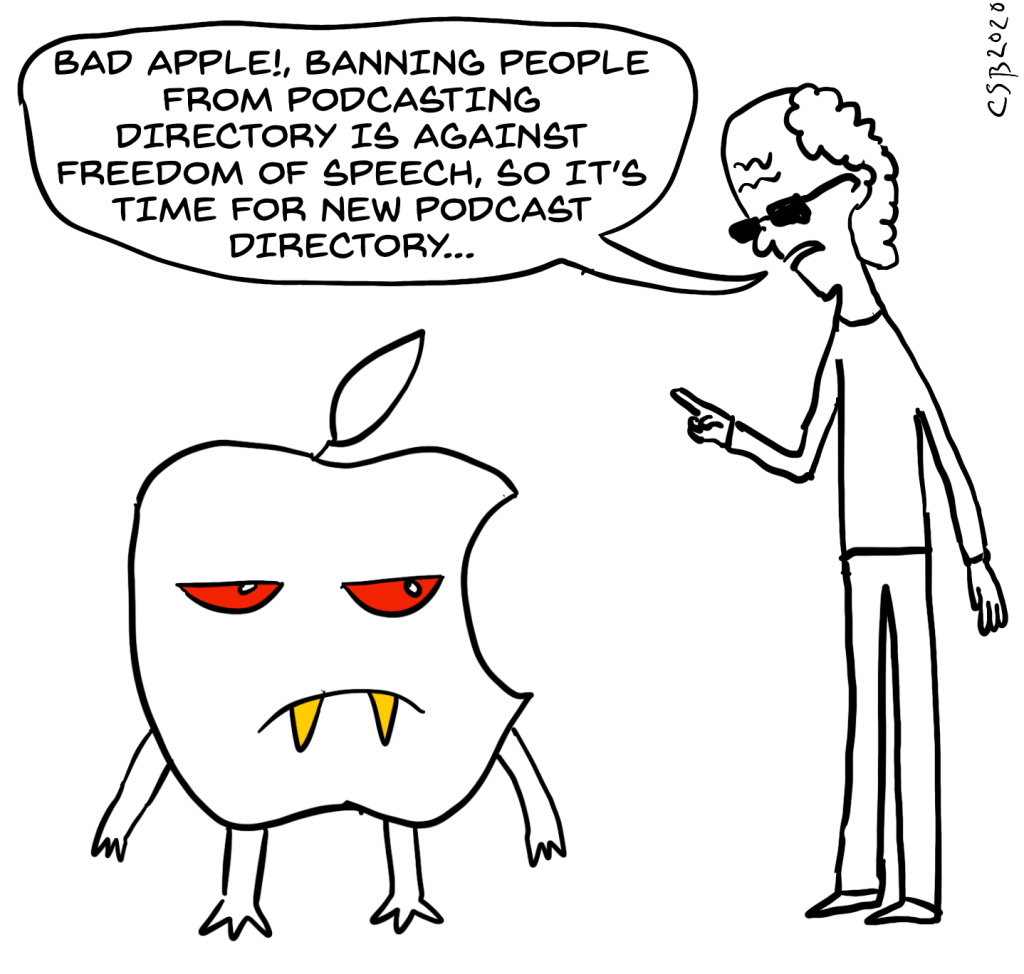 BAD APPLE!, BANNING PEOPLE
FROM PODCASTING
DIRECTORY IS AGAINST
FREEDOM OF SPEECH, SO IT'S
TIME FOR NEW PODCAST
DIRECTORY...
CSB2020